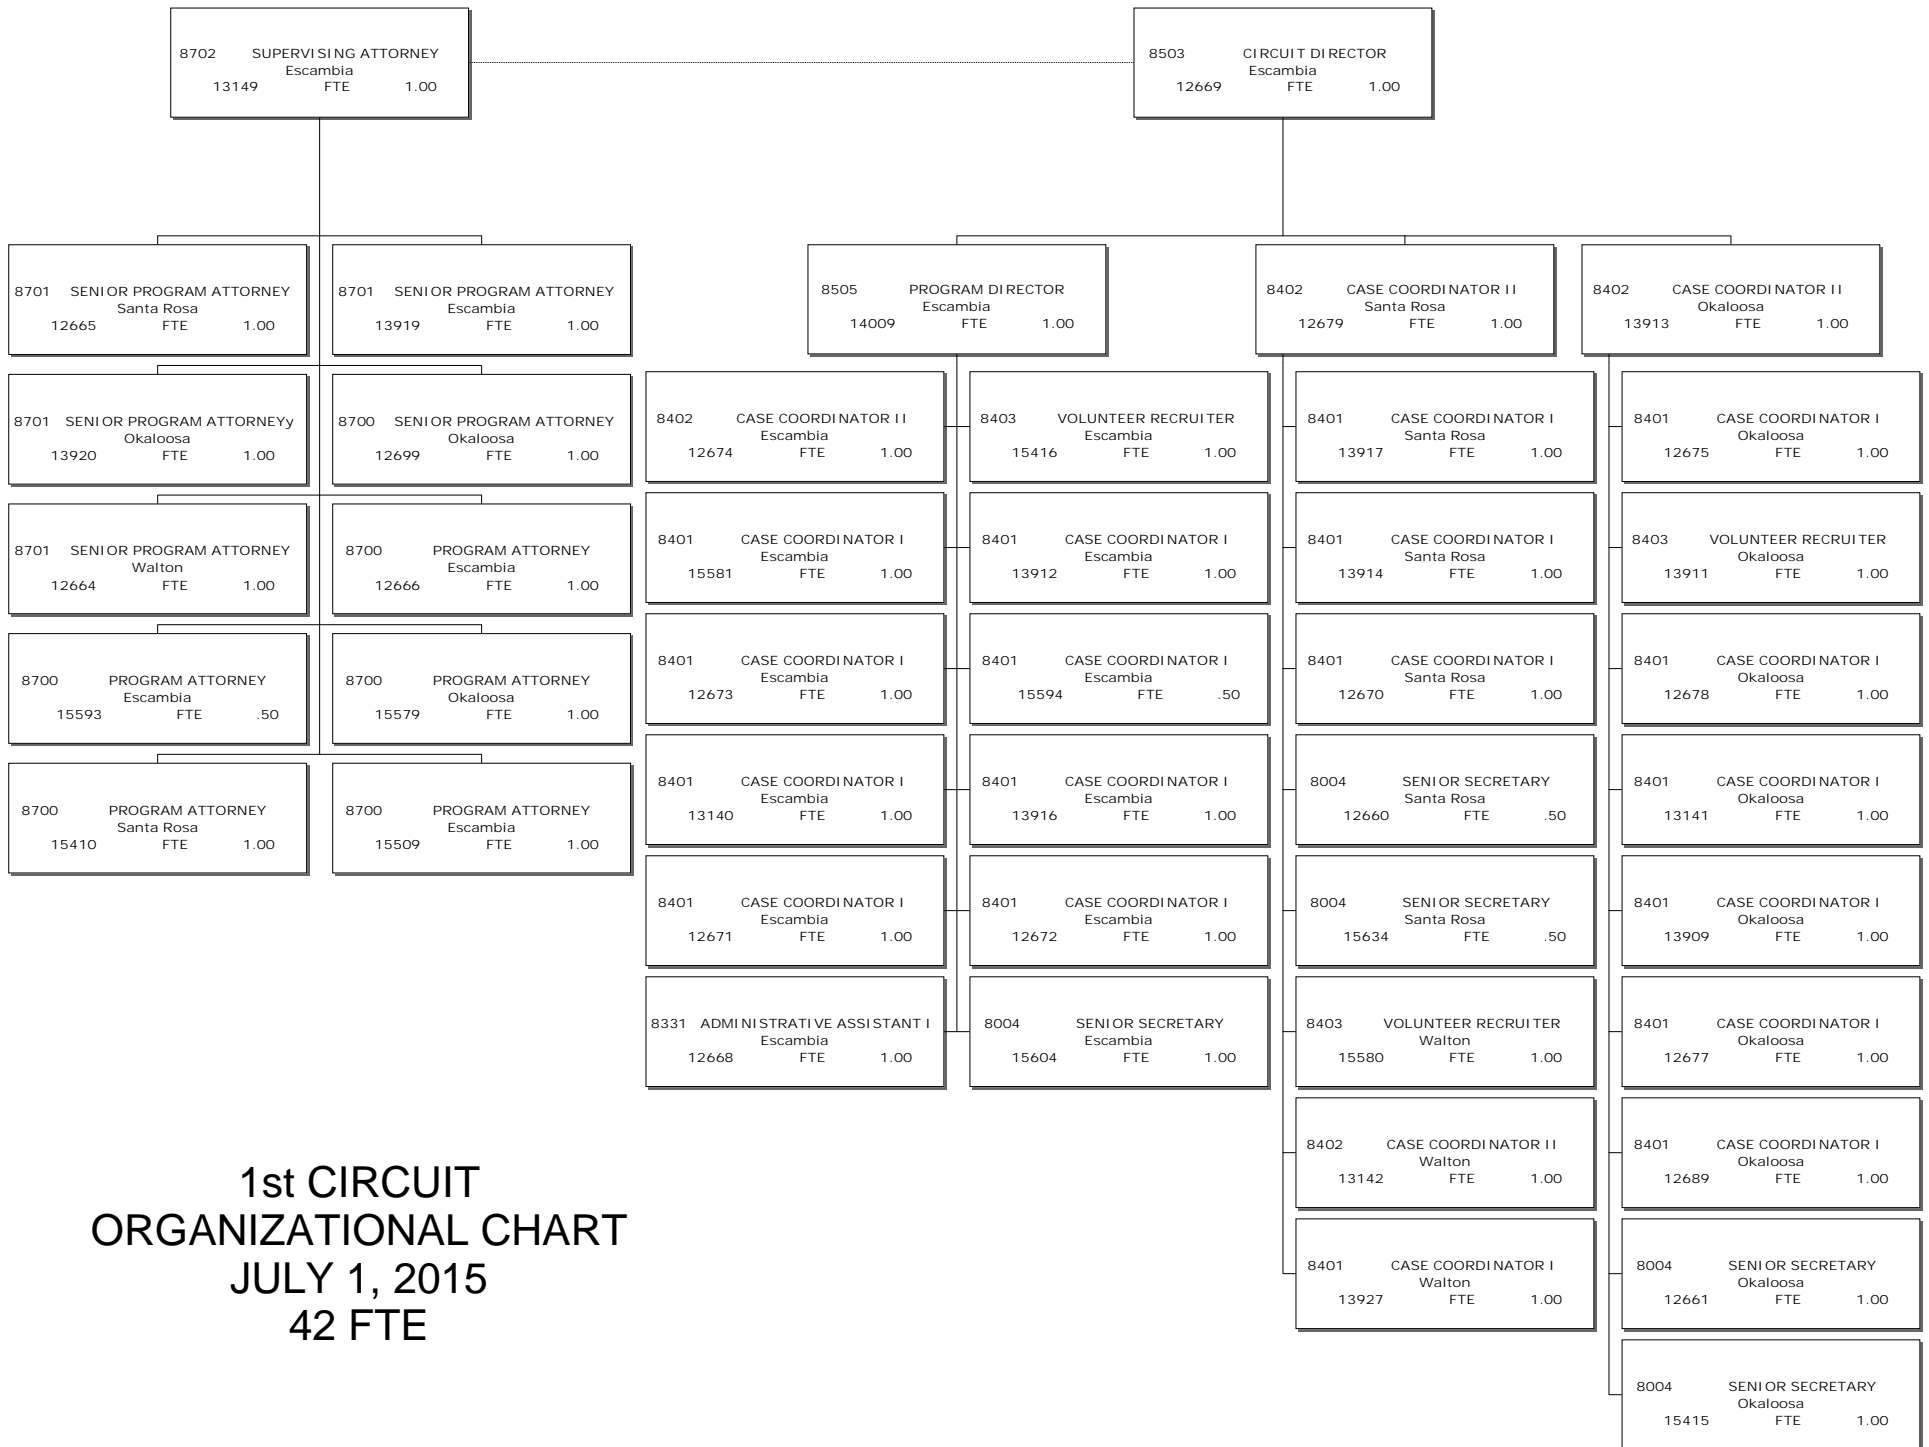 8702 SUPERVISING ATTORNEY
Escambia
13149 FTE 1.00
8503 CIRCUIT DIRECTOR
Escambia
12669 FTE 1.00
8701 SENIOR PROGRAM ATTORNEY
Santa Rosa
12665 FTE 1.00
8701 SENIOR PROGRAM ATTORNEY
Escambia
13919 FTE 1.00
8701 SENIOR PROGRAM ATTORNEYy
Okaloosa
13920 FTE 1.00
8700 SENIOR PROGRAM ATTORNEY
Okaloosa
12699 FTE 1.00
8701 SENIOR PROGRAM ATTORNEY
Walton
12664 FTE 1.00
8700 PROGRAM ATTORNEY
Escambia
12666 FTE 1.00
8700 PROGRAM ATTORNEY
Escambia
15593 FTE .50
8700 PROGRAM ATTORNEY
Okaloosa
15579 FTE 1.00
8700 PROGRAM ATTORNEY
Santa Rosa
15410 FTE 1.00
8700 PROGRAM ATTORNEY
Escambia
15509 FTE 1.00
8505 PROGRAM DIRECTOR
Escambia
14009 FTE 1.00
8402 CASE COORDINATOR II
Escambia
12674 FTE 1.00
8403 VOLUNTEER RECRUITER
Escambia
15416 FTE 1.00
8401 CASE COORDINATOR I
Escambia
15581 FTE 1.00
8401 CASE COORDINATOR I
Escambia
13912 FTE 1.00
8401 CASE COORDINATOR I
Escambia
12673 FTE 1.00
8401 CASE COORDINATOR I
Escambia
15594 FTE .50
8401 CASE COORDINATOR I
Escambia
13140 FTE 1.00
8401 CASE COORDINATOR I
Escambia
13916 FTE 1.00
8401 CASE COORDINATOR I
Escambia
12671 FTE 1.00
8401 CASE COORDINATOR I
Escambia
12672 FTE 1.00
8331 ADMINISTRATIVE ASSISTANT I
Escambia
12668 FTE 1.00
8004 SENIOR SECRETARY
Escambia
15604 FTE 1.00
8402 CASE COORDINATOR II
Santa Rosa
12679 FTE 1.00
8401 CASE COORDINATOR I
Santa Rosa
13917 FTE 1.00
8401 CASE COORDINATOR I
Santa Rosa
13914 FTE 1.00
8401 CASE COORDINATOR I
Santa Rosa
12670 FTE 1.00
8004 SENIOR SECRETARY
Santa Rosa
12660 FTE .50
8004 SENIOR SECRETARY
Santa Rosa
15634 FTE .50
8403 VOLUNTEER RECRUITER
Walton
15580 FTE 1.00
8402 CASE COORDINATOR II
Walton
13142 FTE 1.00
8401 CASE COORDINATOR I
Walton
13927 FTE 1.00
8402 CASE COORDINATOR II
Okaloosa
13913 FTE 1.00
8401 CASE COORDINATOR I
Okaloosa
12675 FTE 1.00
8403 VOLUNTEER RECRUITER
Okaloosa
13911 FTE 1.00
8401 CASE COORDINATOR I
Okaloosa
12678 FTE 1.00
8401 CASE COORDINATOR I
Okaloosa
13141 FTE 1.00
8401 CASE COORDINATOR I
Okaloosa
13909 FTE 1.00
8401 CASE COORDINATOR I
Okaloosa
12677 FTE 1.00
8401 CASE COORDINATOR I
Okaloosa
12689 FTE 1.00
8004 SENIOR SECRETARY
Okaloosa
12661 FTE 1.00
8004 SENIOR SECRETARY
Okaloosa
15415 FTE 1.00
1st CIRCUIT
ORGANIZATIONAL CHART
JULY 1, 2015
42 FTE